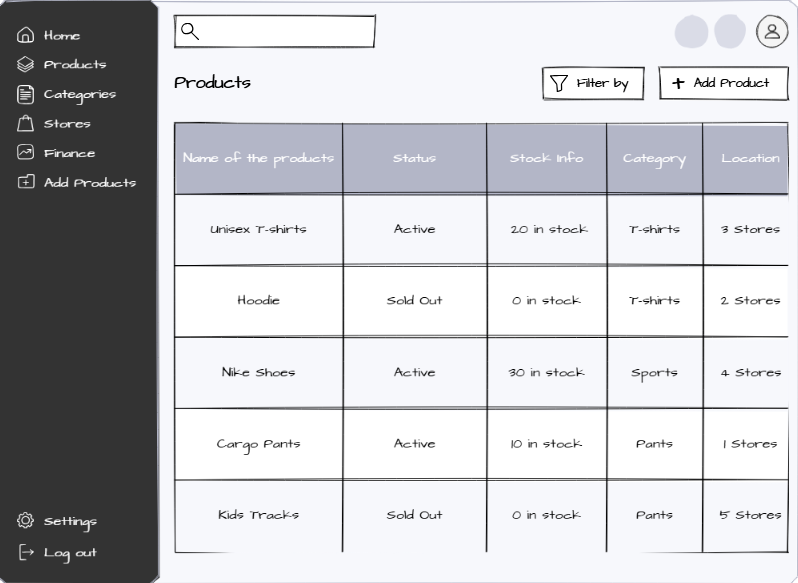 Home
Products
Categories
Stores
Finance
Add Products
Settings
Log out
Products
Filter by
+ Add Product
Name of the products Status Stock Info Category Location
Unisex T-shirts Active 20 in stock T-shirts 3 Stores
Hoodie Sold Out 0 in stock T-shirts 2 Stores
Nike Shoes Active 30 in stock Sports 4 Stores
Cargo Pants Active 10 in stock Pants 1 Stores
Kids Tracks Sold Out 0 in stock Pants 5 Stores